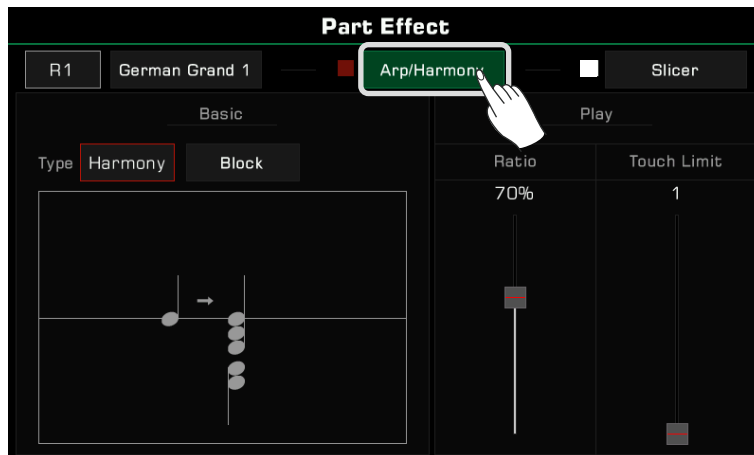 Part Effect
R1 German Grand 1 Arp/Harmony Slicer
Basic Play
Type Harmony Block Ratio Touch Limit
70% 1